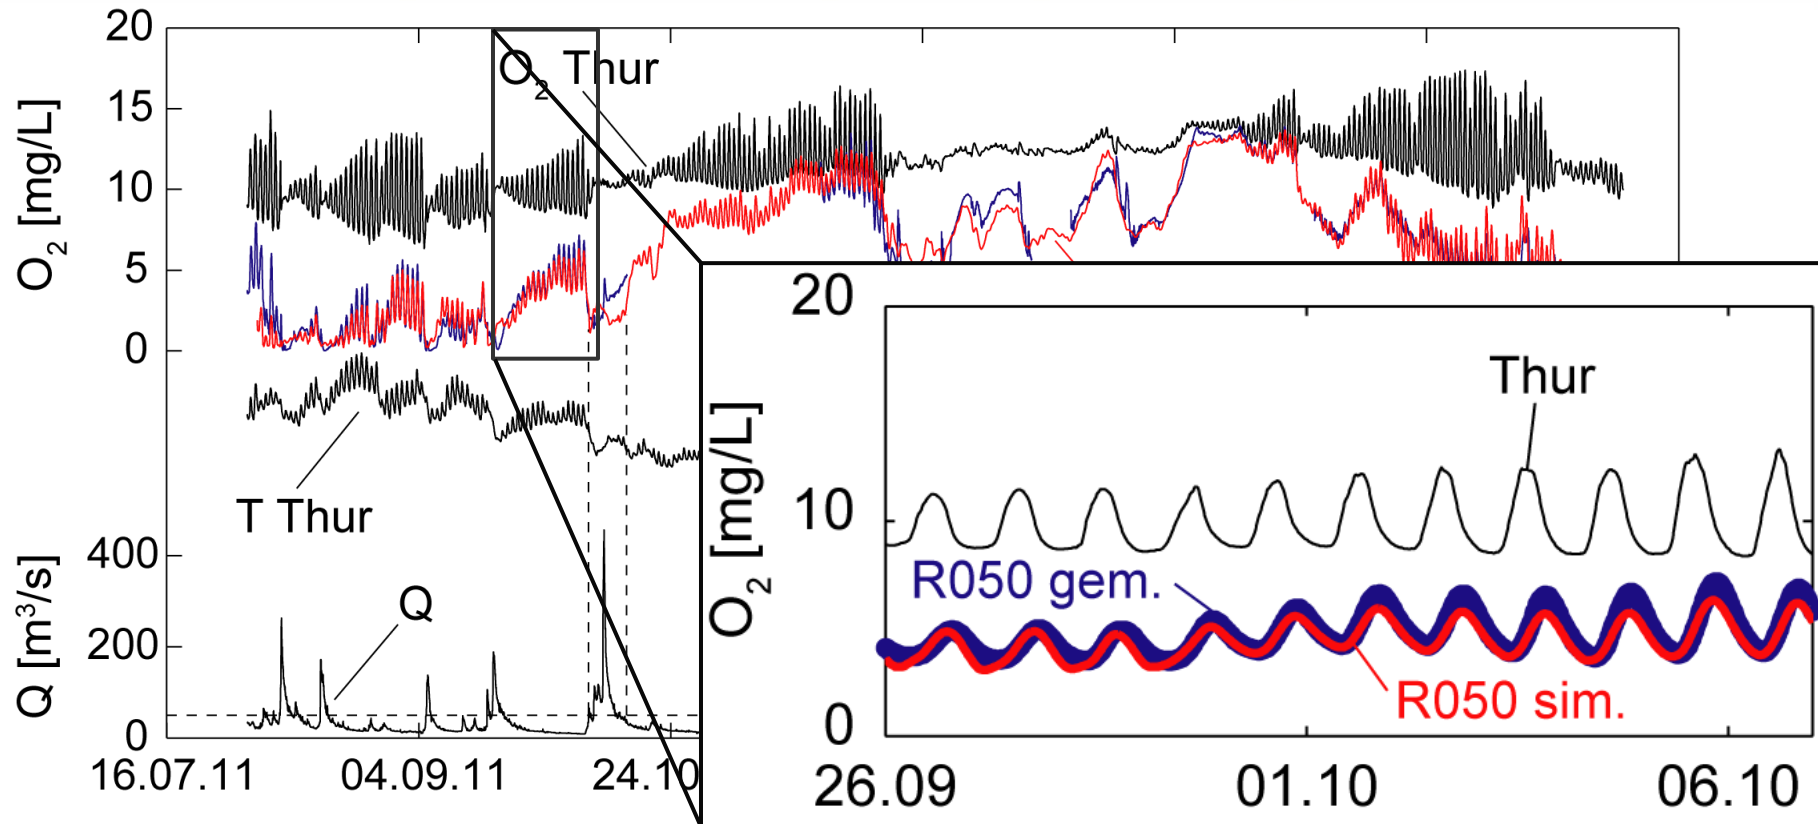 20
15
10
5
0
O₂ [mg/L]
O₂ Thur
T Thur
400
200
0
Q [m³/s]
Q
16.07.11
04.09.11
24.10
20
10
0
O₂ [mg/L]
Thur
R050 gem.
R050 sim.
26.09
01.10
06.10